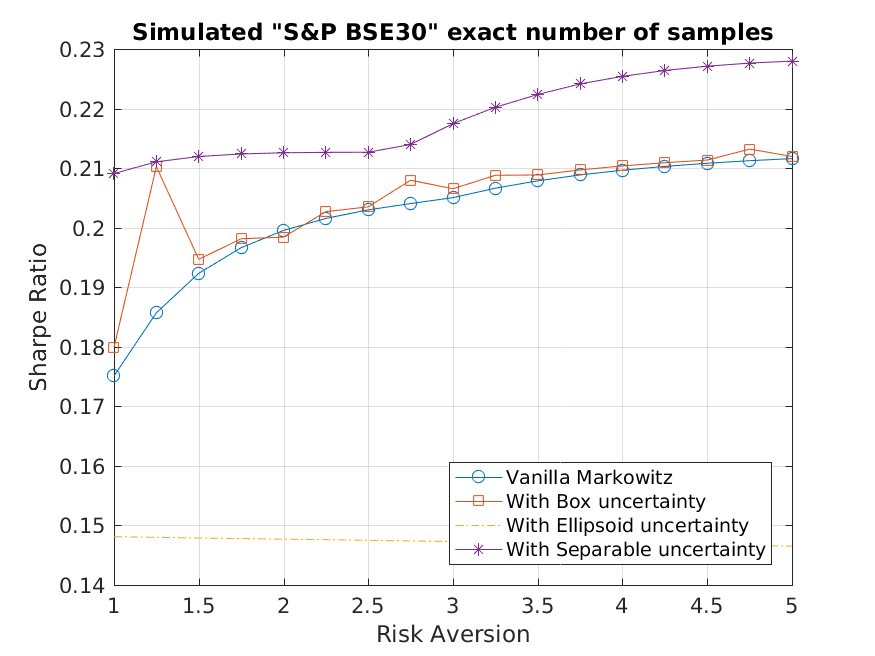 Simulated "S&P BSE30" exact number of samples
0.23
0.22
0.21
0.2
0.19
0.18
0.17
0.16
0.15
0.14
Sharpe Ratio
Vanilla Markowitz
With Box uncertainty
With Ellipsoid uncertainty
With Separable uncertainty
1 1.5 2 2.5 3 3.5 4 4.5 5
Risk Aversion